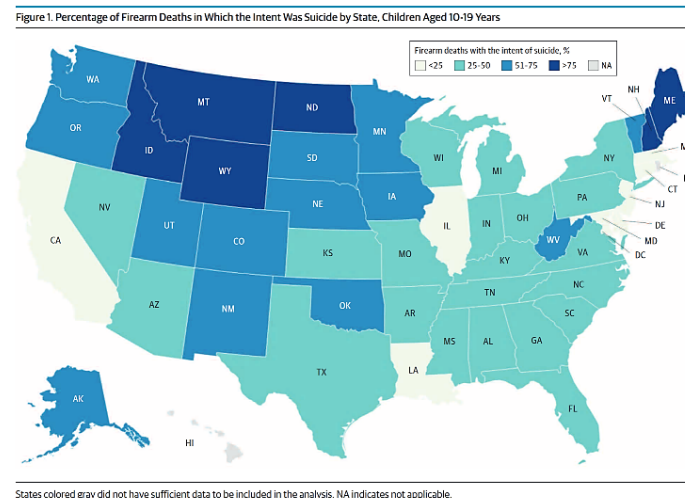 Figure 1. Percentage of Firearm Deaths in Which the Intent Was Suicide by State, Children Aged 10-19 Years
Firearm deaths with the intent of suicide, %
<25 25-50 51-75 >75 NA
WA
MT
ND
MN
OR
ID
WY
SD
WI
MI
NY
VT
NH
ME
M
CT
NJ
DE
MD
DC
NV
UT
CO
NE
IA
IL
IN
OH
PA
WV
VA
CA
KS
MO
KY
NC
TN
SC
AZ
NM
OK
AR
MS
AL
GA
TX
LA
FL
AK
HI
States colored gray did not have sufficient data to be included in the analysis. NA indicates not applicable.